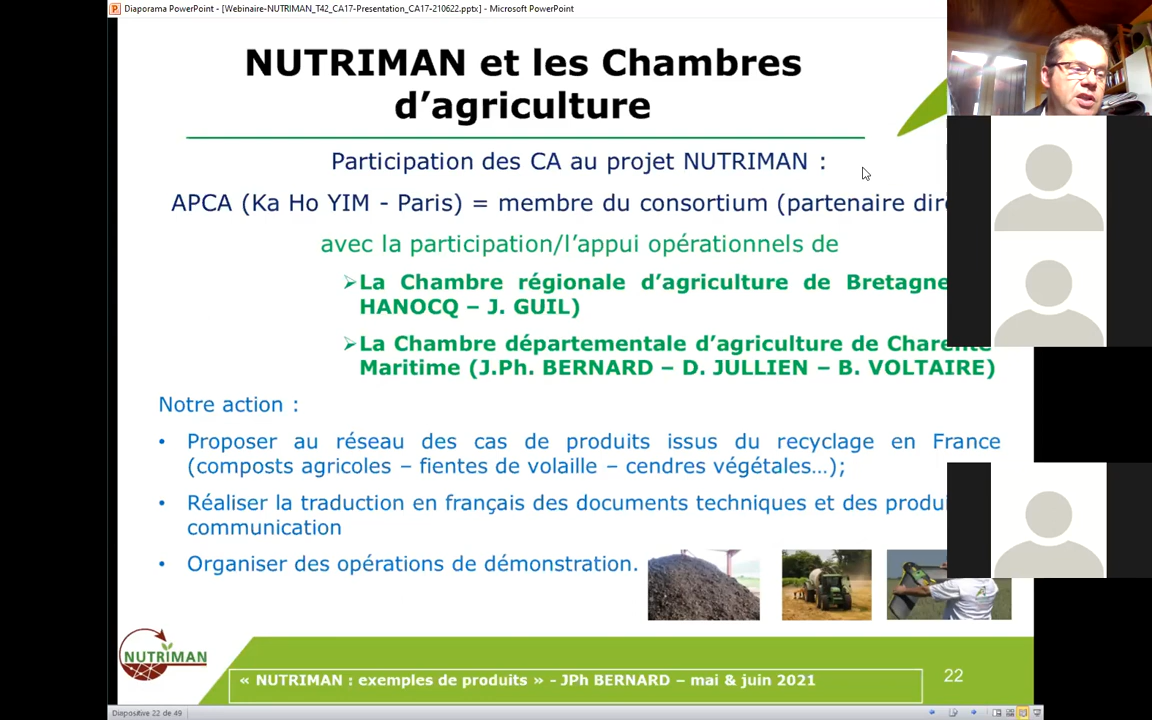 Diaporama PowerPoint - [Webinaire-NUTRIMAN_T42_CA17-Presentation_CA17-210622.pptx] - Microsoft PowerPoint
NUTRIMAN et les Chambres
d’agriculture
Participation des CA au projet NUTRIMAN :
APCA (Ka Ho YIM - Paris) = membre du consortium (partenaire
avec la participation/l’appui opérationnels de
➢La Chambre régionale d’agriculture de Bretagne
HANOCQ – J. GUIL)
➢La Chambre départementale d’agriculture de Charente
Maritime (J.Ph. BERNARD – D. JULLIEN – B. VOLTAIRE)
Notre action :
• Proposer au réseau des cas de produits issus du recyclage en France
(composts agricoles – fientes de volaille – cendres végétales…);
• Réaliser la traduction en français des documents techniques et des
communication
• Organiser des opérations de démonstration.
NUTRIMAN
« NUTRIMAN : exemples de produits » - JPh BERNARD – mai & juin 2021
22
Diapositive 22 de 49